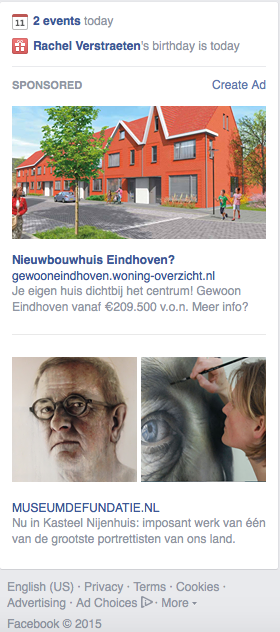 11 2 events today
Rachel Verstraeten's birthday is today
SPONSORED Create Ad
Nieuwbouwhuis Eindhoven?
gewooneindhoven.woning-overzicht.nl
Je eigen huis dichtbij het centrum! Gewoon
Eindhoven vanaf €209.500 v.o.n. Meer info?
MUSEUMDEFUNDATIE.NL
Nu in Kasteel Nijenhuis: imposant werk van één
van de grootste portrettisten van ons land.
English (US) · Privacy · Terms · Cookies ·
Advertising · Ad Choices · More
Facebook © 2015